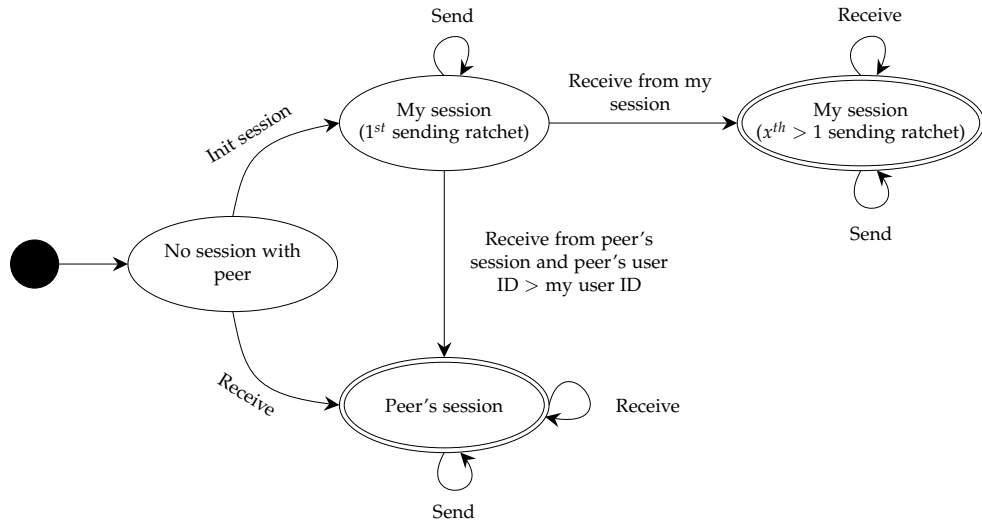 Send
Receive
Init session
My session
(1st sending ratchet)
Receive from my
session
My session
(xth > 1 sending ratchet)
Send
No session with
peer
Receive from peer's
session and peer's user
ID > my user ID
Receive
Peer's session
Receive
Send